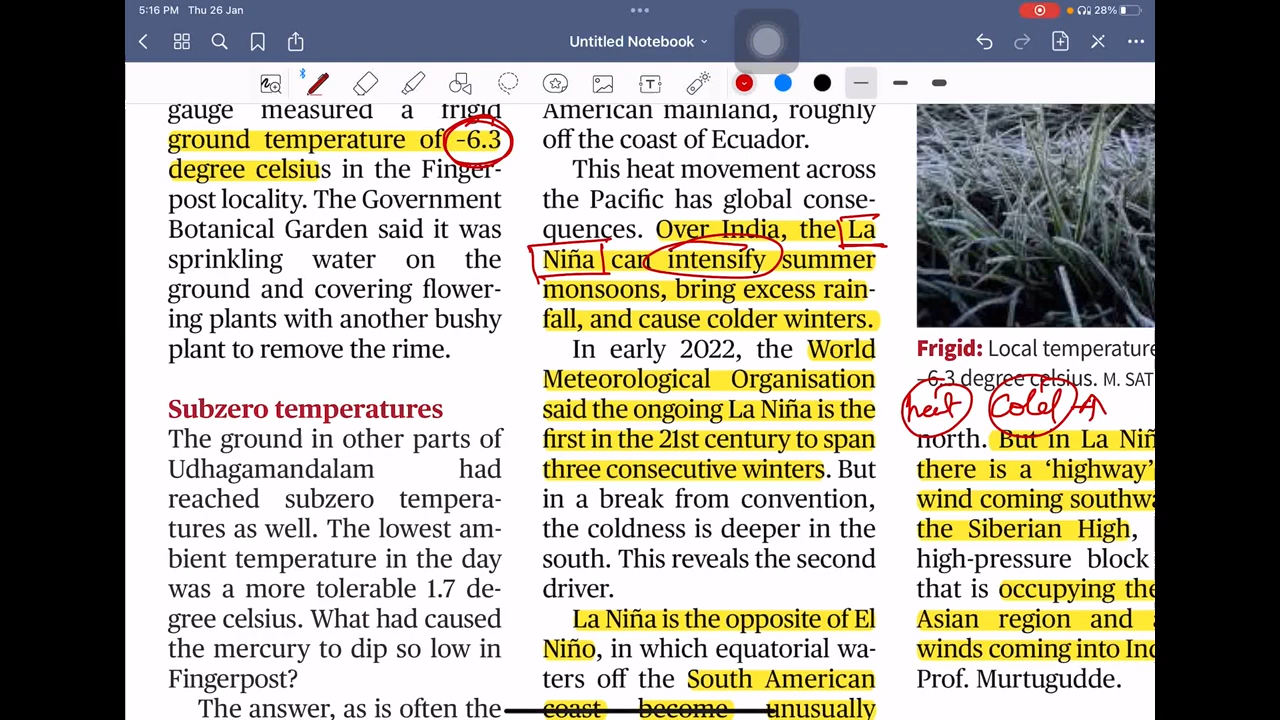 5:16 PM Thu 26 Jan
28%
Untitled Notebook
gauge measured a frigid
ground temperature of –6.3
degree celsius in the Finger-
post locality. The Government
Botanical Garden said it was
sprinkling water on the
ground and covering flower-
ing plants with another bushy
plant to remove the rime.
Subzero temperatures
The ground in other parts of
Udhagamandalam had
reached subzero tempera-
tures as well. The lowest am-
bient temperature in the day
was a more tolerable 1.7 de-
gree celsius. What had caused
the mercury to dip so low in
Fingerpost?
The answer, as is often the
American mainland, roughly
off the coast of Ecuador.
This heat movement across
the Pacific has global conse-
quences. Over India, the La
Niña can intensify summer
monsoons, bring excess rain-
fall, and cause colder winters.
In early 2022, the World
Meteorological Organisation
said the ongoing La Niña is the
first in the 21st century to span
three consecutive winters. But
in a break from convention,
the coldness is deeper in the
south. This reveals the second
driver.
La Niña is the opposite of El
Niño, in which equatorial wa-
ters off the South American
coast become unusually
Frigid: Local temperature
–6.3 degree celsius. M. SAT
heat cold
north. But in La Niñ
there is a ‘highway’
wind coming southwa
the Siberian High,
high-pressure block
that is occupying the
Asian region and
winds coming into Ind
Prof. Murtugudde.